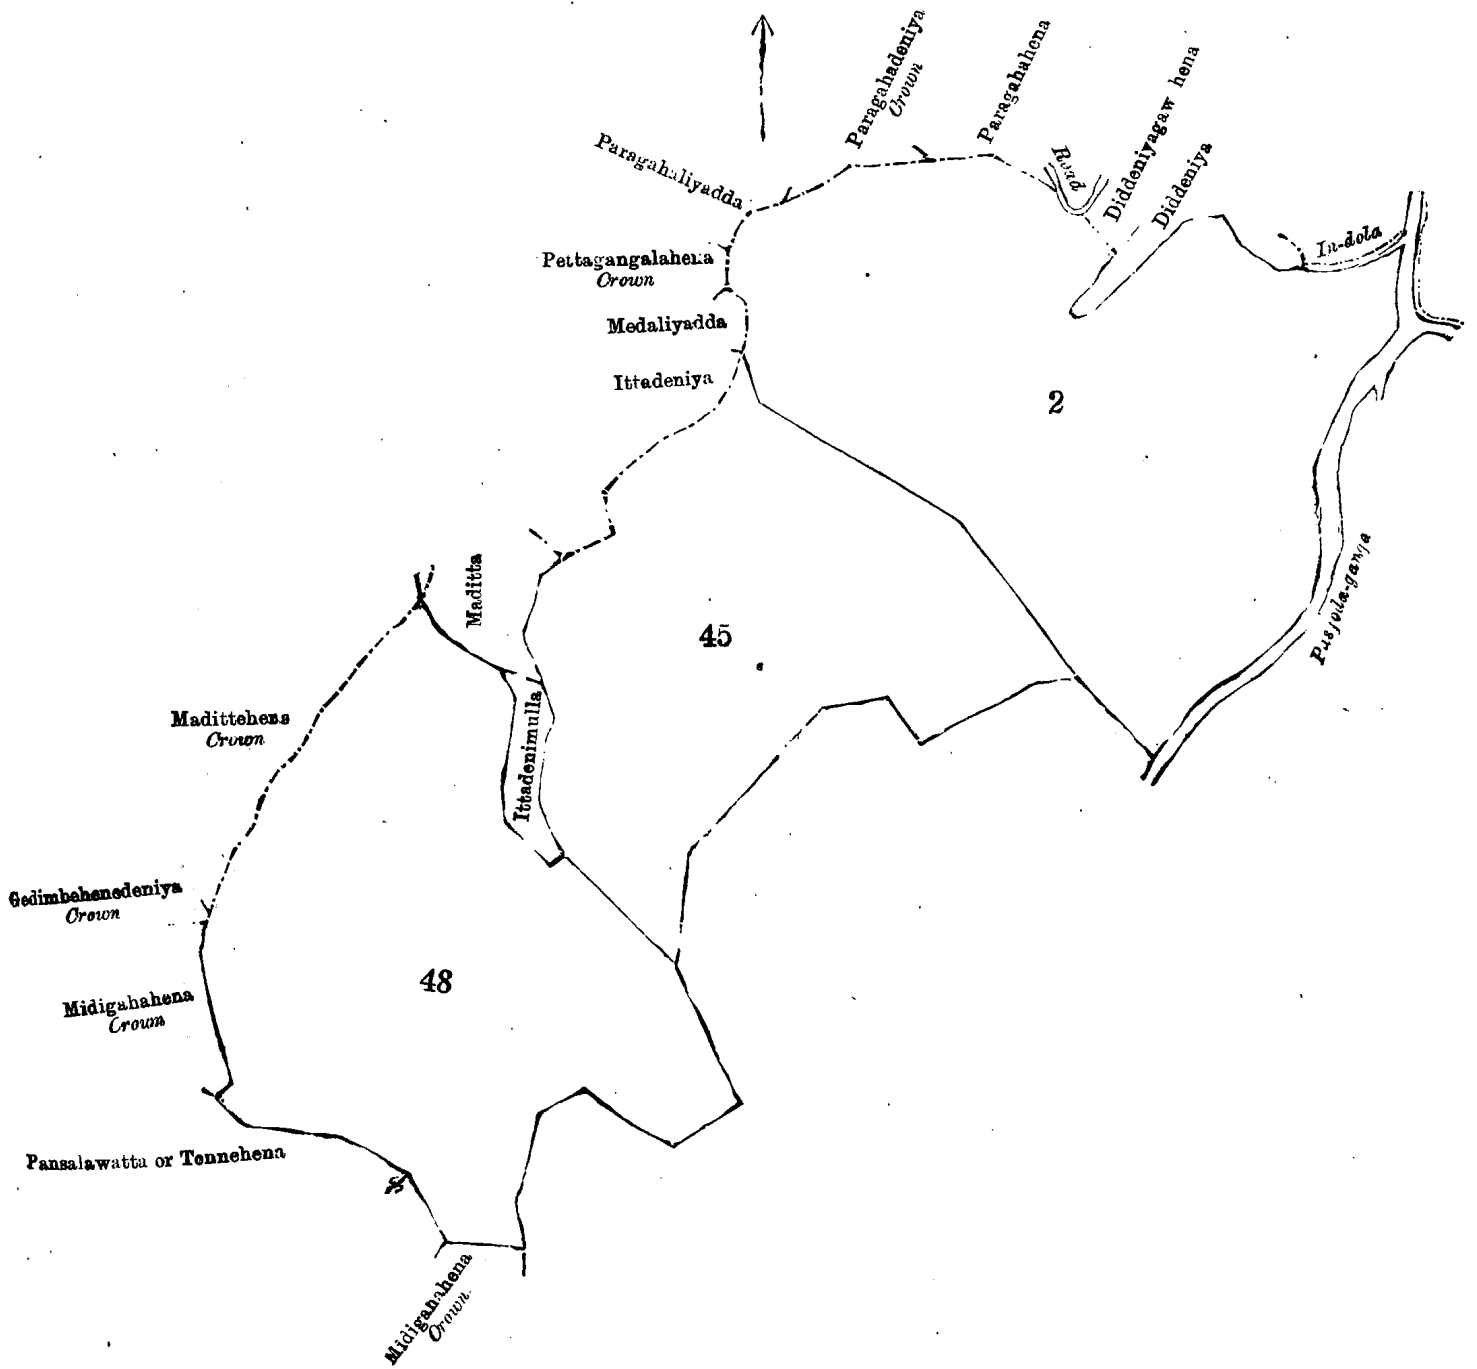 Paragahadeniya
Crown
Paragahahena
Road
Diddeniyagaw hena
Diddeniya
Paragahaliyadda
In-dola
Pettagangalahena
Crown
Medaliyadda
Ittadeniya
2
Maditta
45
Ittadenimulla
Madittehena
Crown
Gedimbehenedeniya
Crown
Midigahahena
Crown
48
Pansalawatta or Tennehena
Midigahahena
Crown